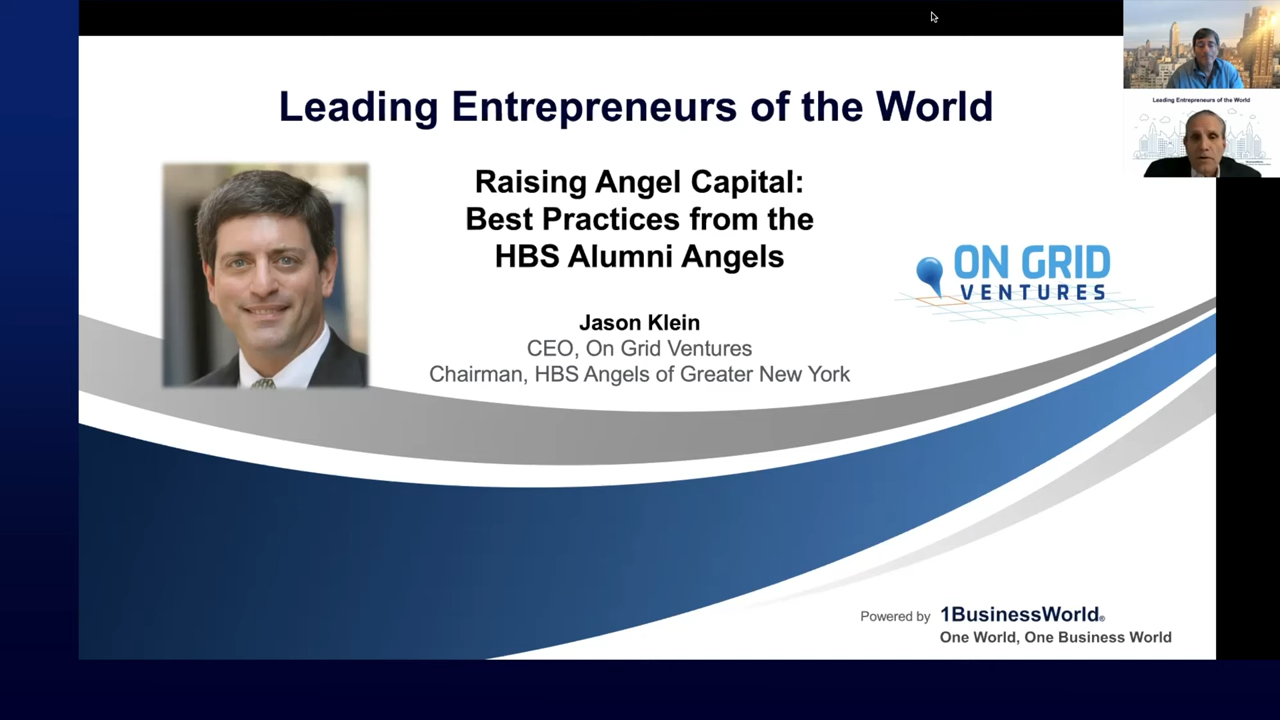 Leading Entrepreneurs of the World
Raising Angel Capital:
Best Practices from the
HBS Alumni Angels
Jason Klein
CEO, On Grid Ventures
Chairman, HBS Angels of Greater New York
ON GRID
VENTURES
Powered by 1BusinessWorld®
One World, One Business World
Leading Entrepreneurs of the World